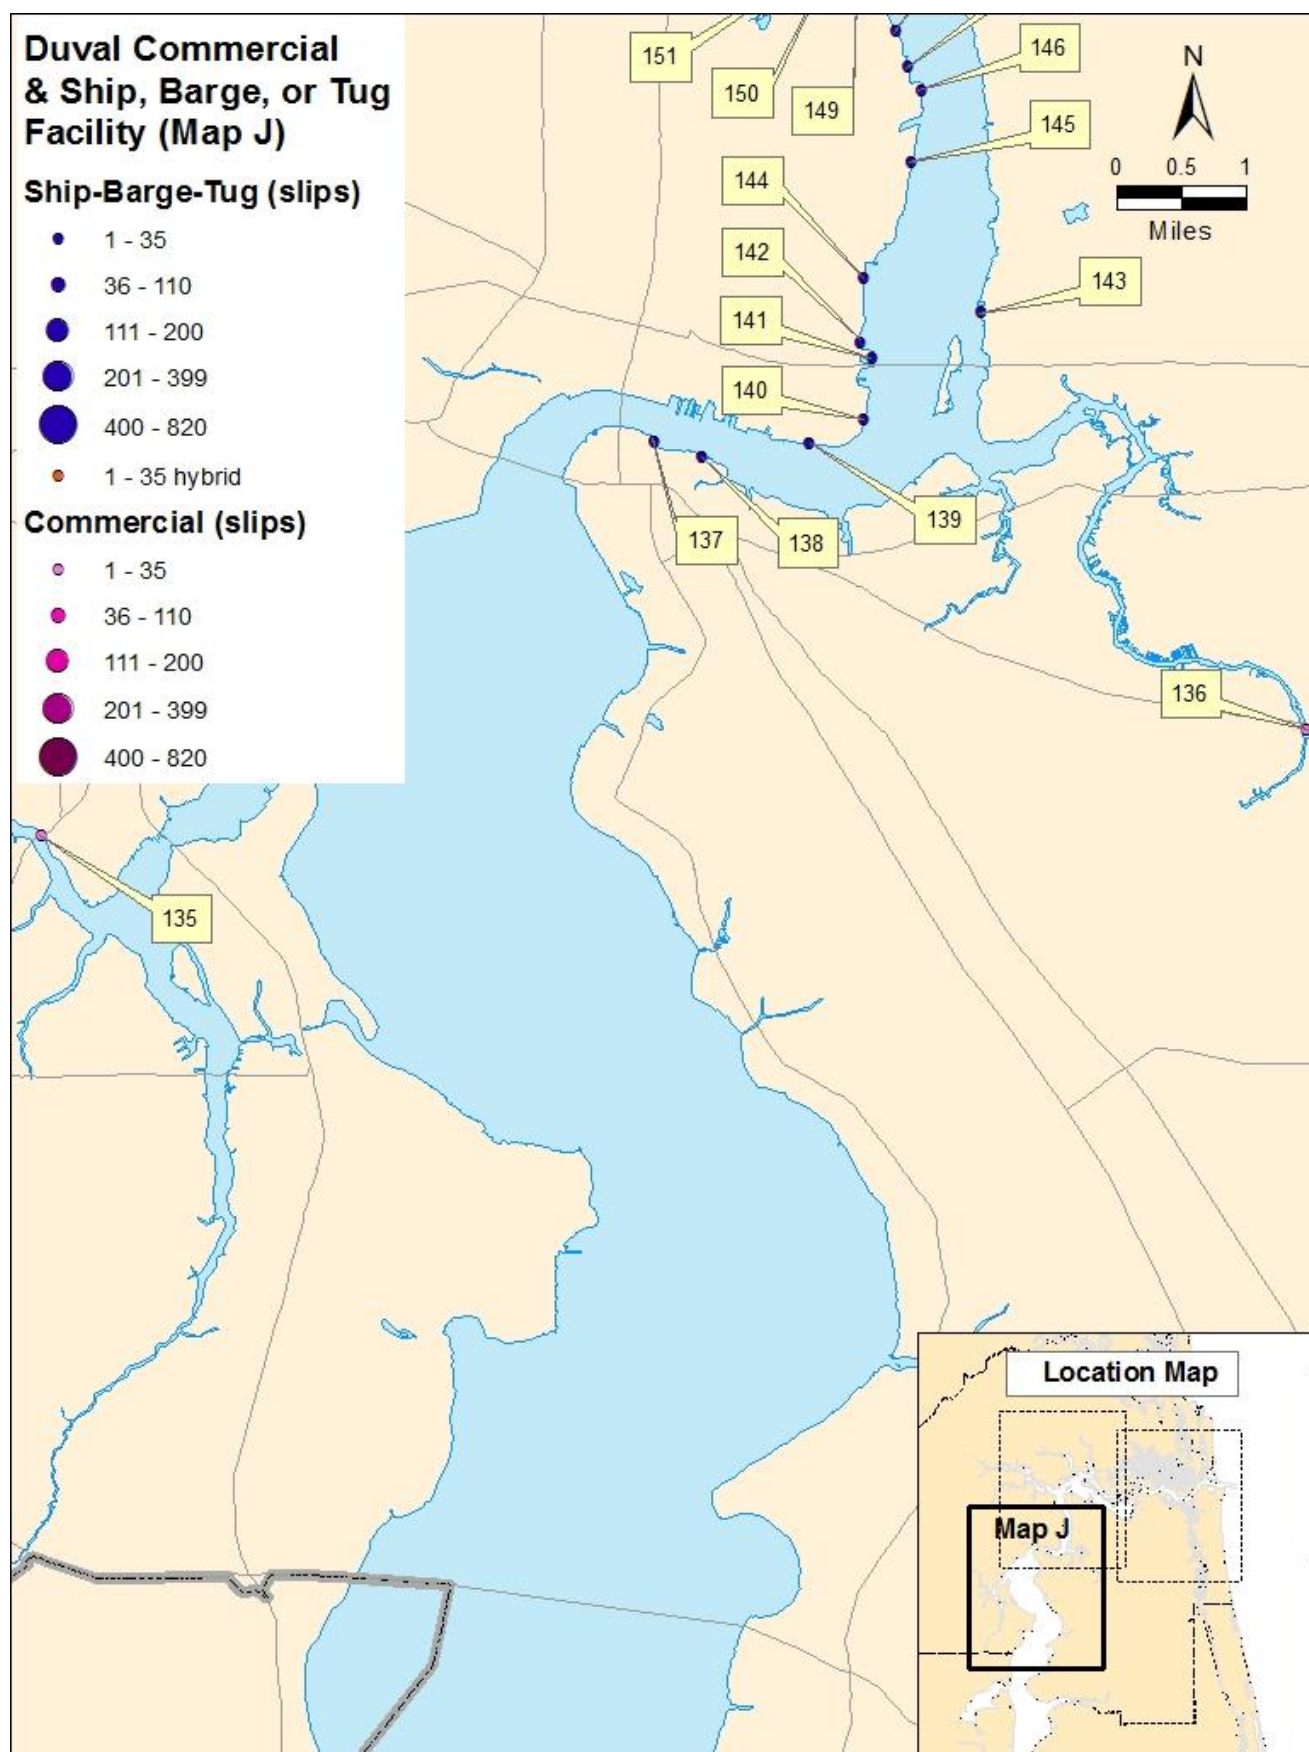 Duval Commercial
& Ship, Barge, or Tug
Facility (Map J)
Ship-Barge-Tug (slips)
1 - 35
36 - 110
111 - 200
201 - 399
400 - 820
1 - 35 hybrid
Commercial (slips)
1 - 35
36 - 110
111 - 200
201 - 399
400 - 820
N
0 0.5 1
Miles
151
150
149
146
145
144
142
143
141
140
139
137
138
136
135
Location Map
Map J